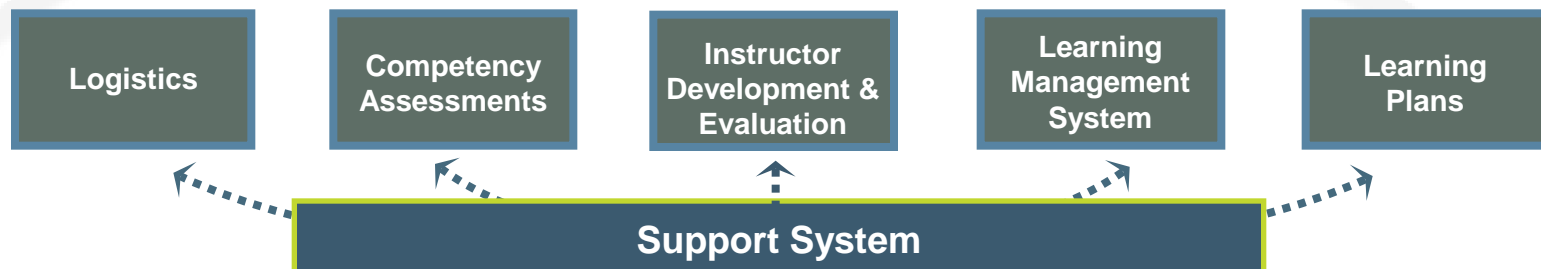 Logistics
Competency
Assessments
Instructor
Development &
Evaluation
Learning
Management
System
Learning
Plans
Support System